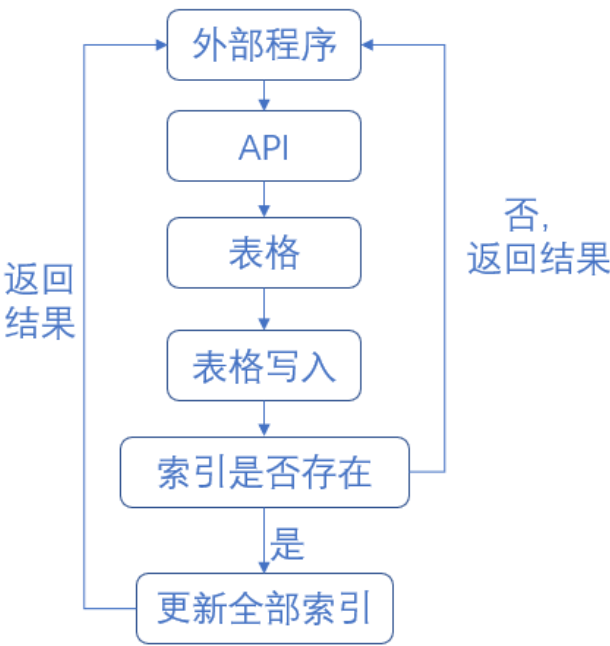 外部程序
API
表格
否,
返回结果
返回
结果
表格写入
索引是否存在
是
更新全部索引